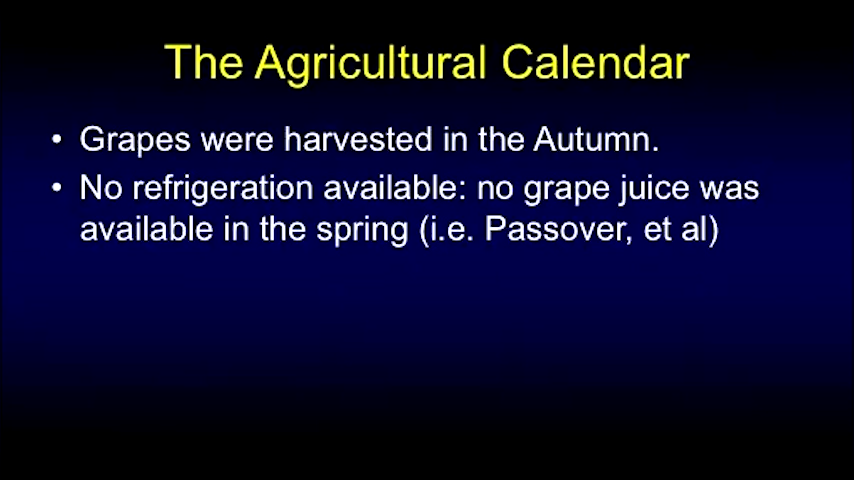 The Agricultural Calendar
• Grapes were harvested in the Autumn.
• No refrigeration available: no grape juice was
available in the spring (i.e. Passover, et al)